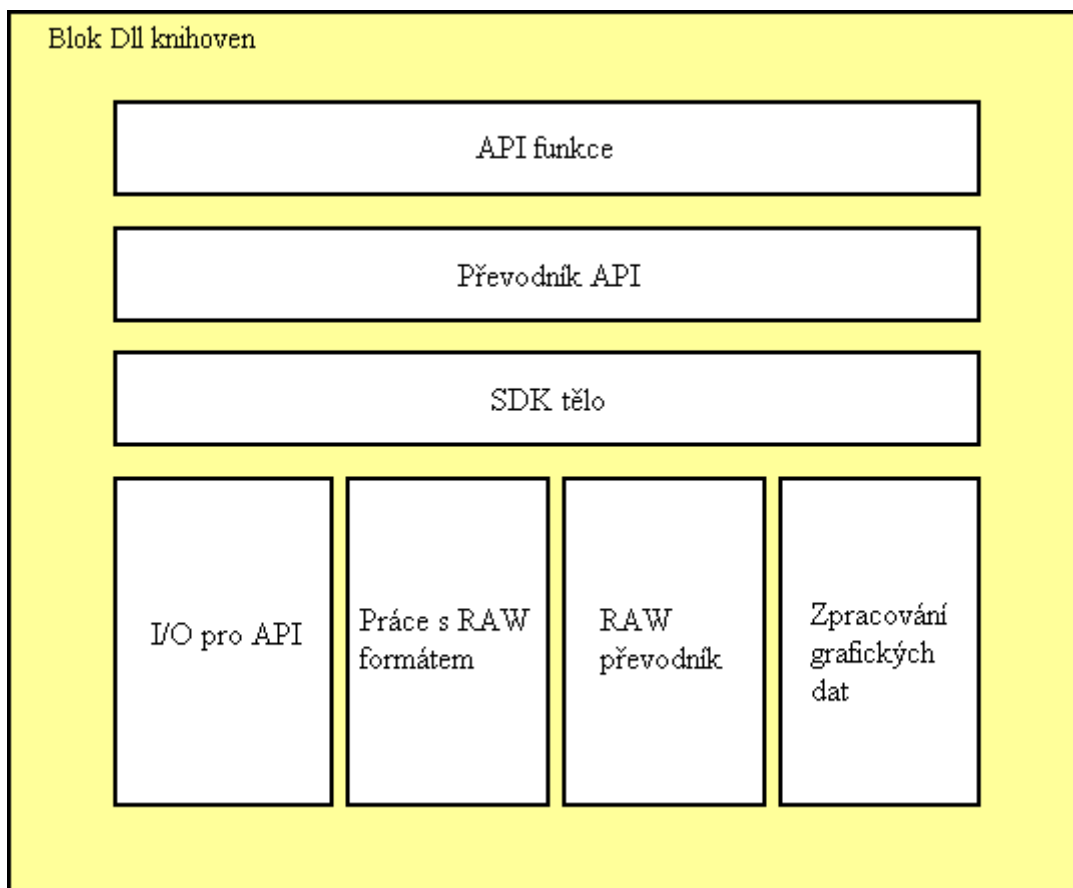 Blok Dll knihoven
API funkce
Převodník API
SDK tělo
I/O pro API
Práce s RAW
formátem
RAW
převodník
Zpracování
grafických
dat